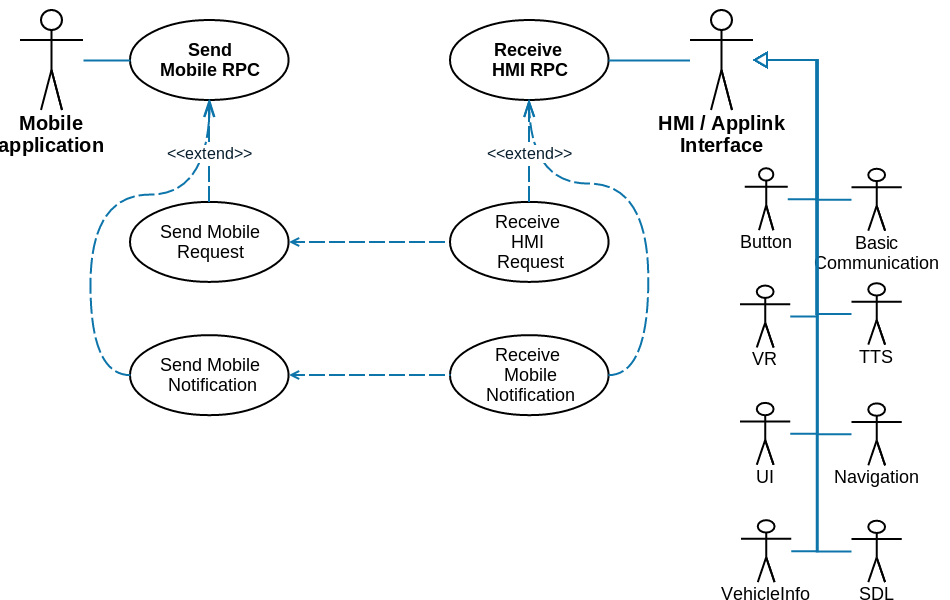 Send
Mobile RPC
Receive
HMI RPC
Mobile
application
HMI / Applink
Interface
<<extend>>
<<extend>>
Send Mobile
Request
Receive
HMI
Request
Button
Basic
Communication
Send Mobile
Notification
Receive
Mobile
Notification
VR
TTS
UI
Navigation
VehicleInfo
SDL